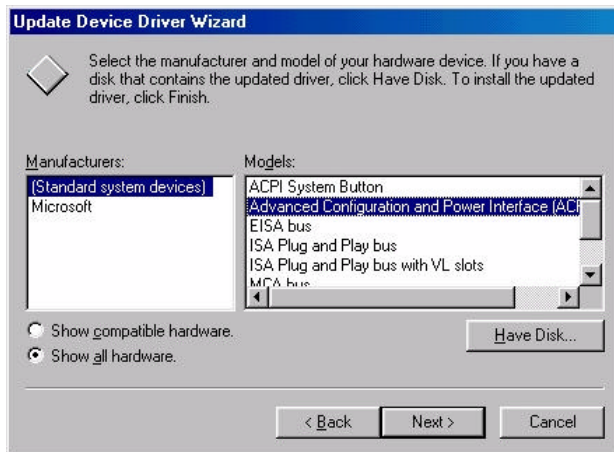 Update Device Driver Wizard
Select the manufacturer and model of your hardware device. If you have a
disk that contains the updated driver, click Have Disk. To install the updated
driver, click Finish.
Manufacturers:
Models:
(Standard system devices)
Microsoft
ACPI System Button
Advanced Configuration and Power Interface (ACF
EISA bus
ISA Plug and Play bus
ISA Plug and Play bus with VL slots
MCA bus
Show compatible hardware.
Show all hardware.
Have Disk...
< Back
Next >
Cancel